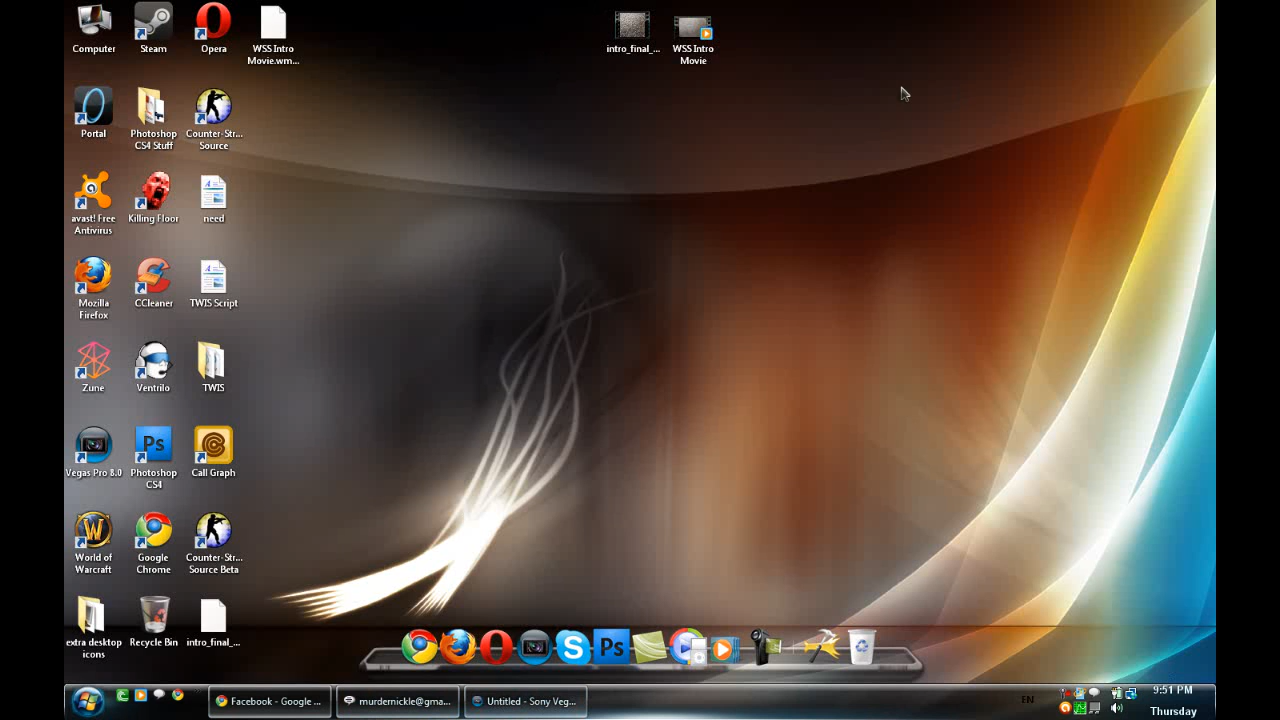 Computer
Steam
Opera
WSS Intro
Movie.wm...
intro_final_...
WSS Intro
Movie
Portal
Photoshop
CS4 Stuff
Counter-Str...
Source
avast! Free
Antivirus
Killing Floor
need
Mozilla
Firefox
CCleaner
TWIS Script
Zune
Ventrilo
TWIS
Vegas Pro 8.0
Ps
Photoshop
CS4
Call Graph
World of
Warcraft
Google
Chrome
Counter-Str...
Source Beta
extra desktop
icons
Recycle Bin
intro_final_...
Ps
Facebook - Google ...
murdernickle@gma...
Untitled - Sony Veg...
EN
9:51 PM
Thursday